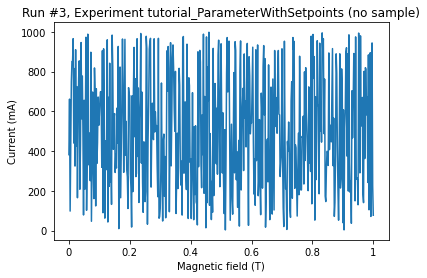 Run #3, Experiment tutorial_ParameterWithSetpoints (no sample)
1000
800
600
400
200
0
Current (mA)
0 0.2 0.4 0.6 0.8 1
Magnetic field (T)